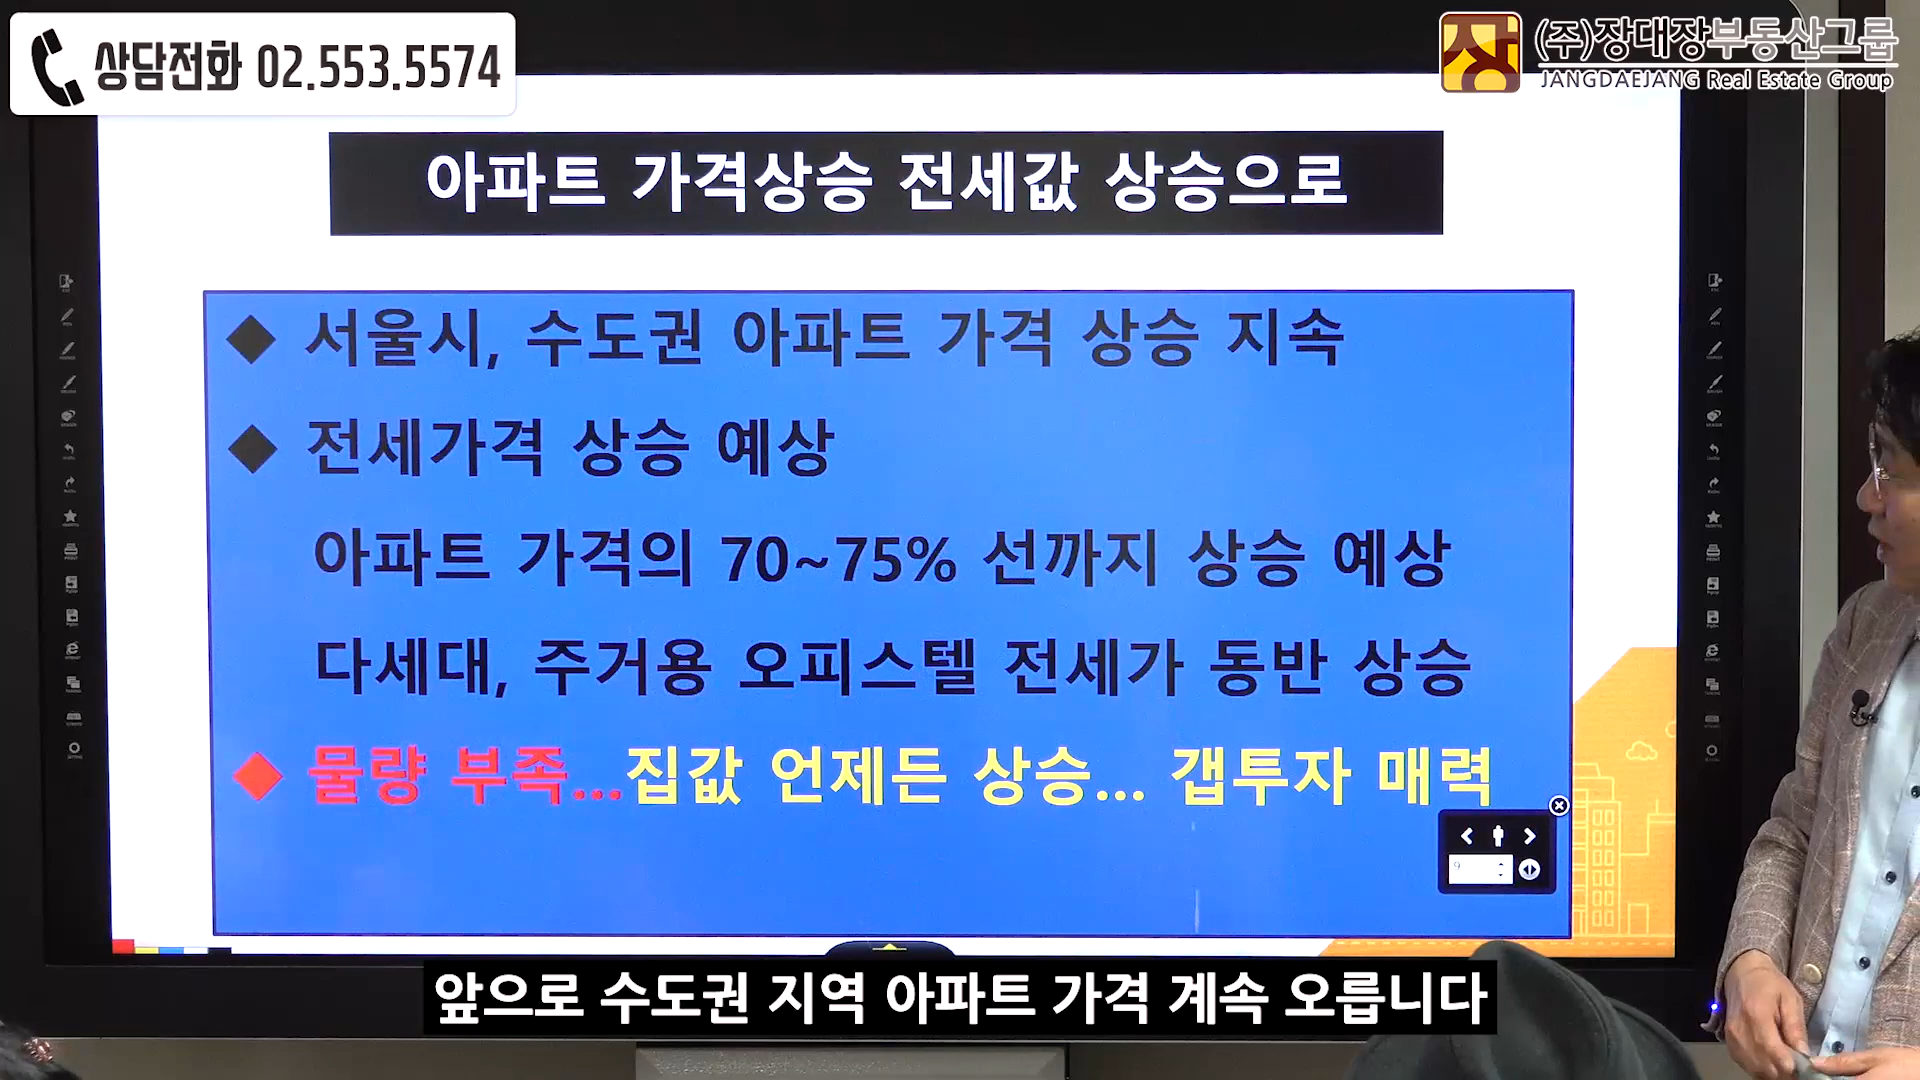 상담전화 02.553.5574
(주)장대장부동산그룹
JANGDAEJANG Real Estate Group
아파트 가격상승 전세값 상승으로
◆ 서울시, 수도권 아파트 가격 상승 지속
◆ 전세가격 상승 예상
아파트 가격의 70~75% 선까지 상승 예상
다세대, 주거용 오피스텔 전세가 동반 상승
◆ 물량 부족...집값 언제든 상승... 갭투자 매력
9
앞으로 수도권 지역 아파트 가격 계속 오릅니다